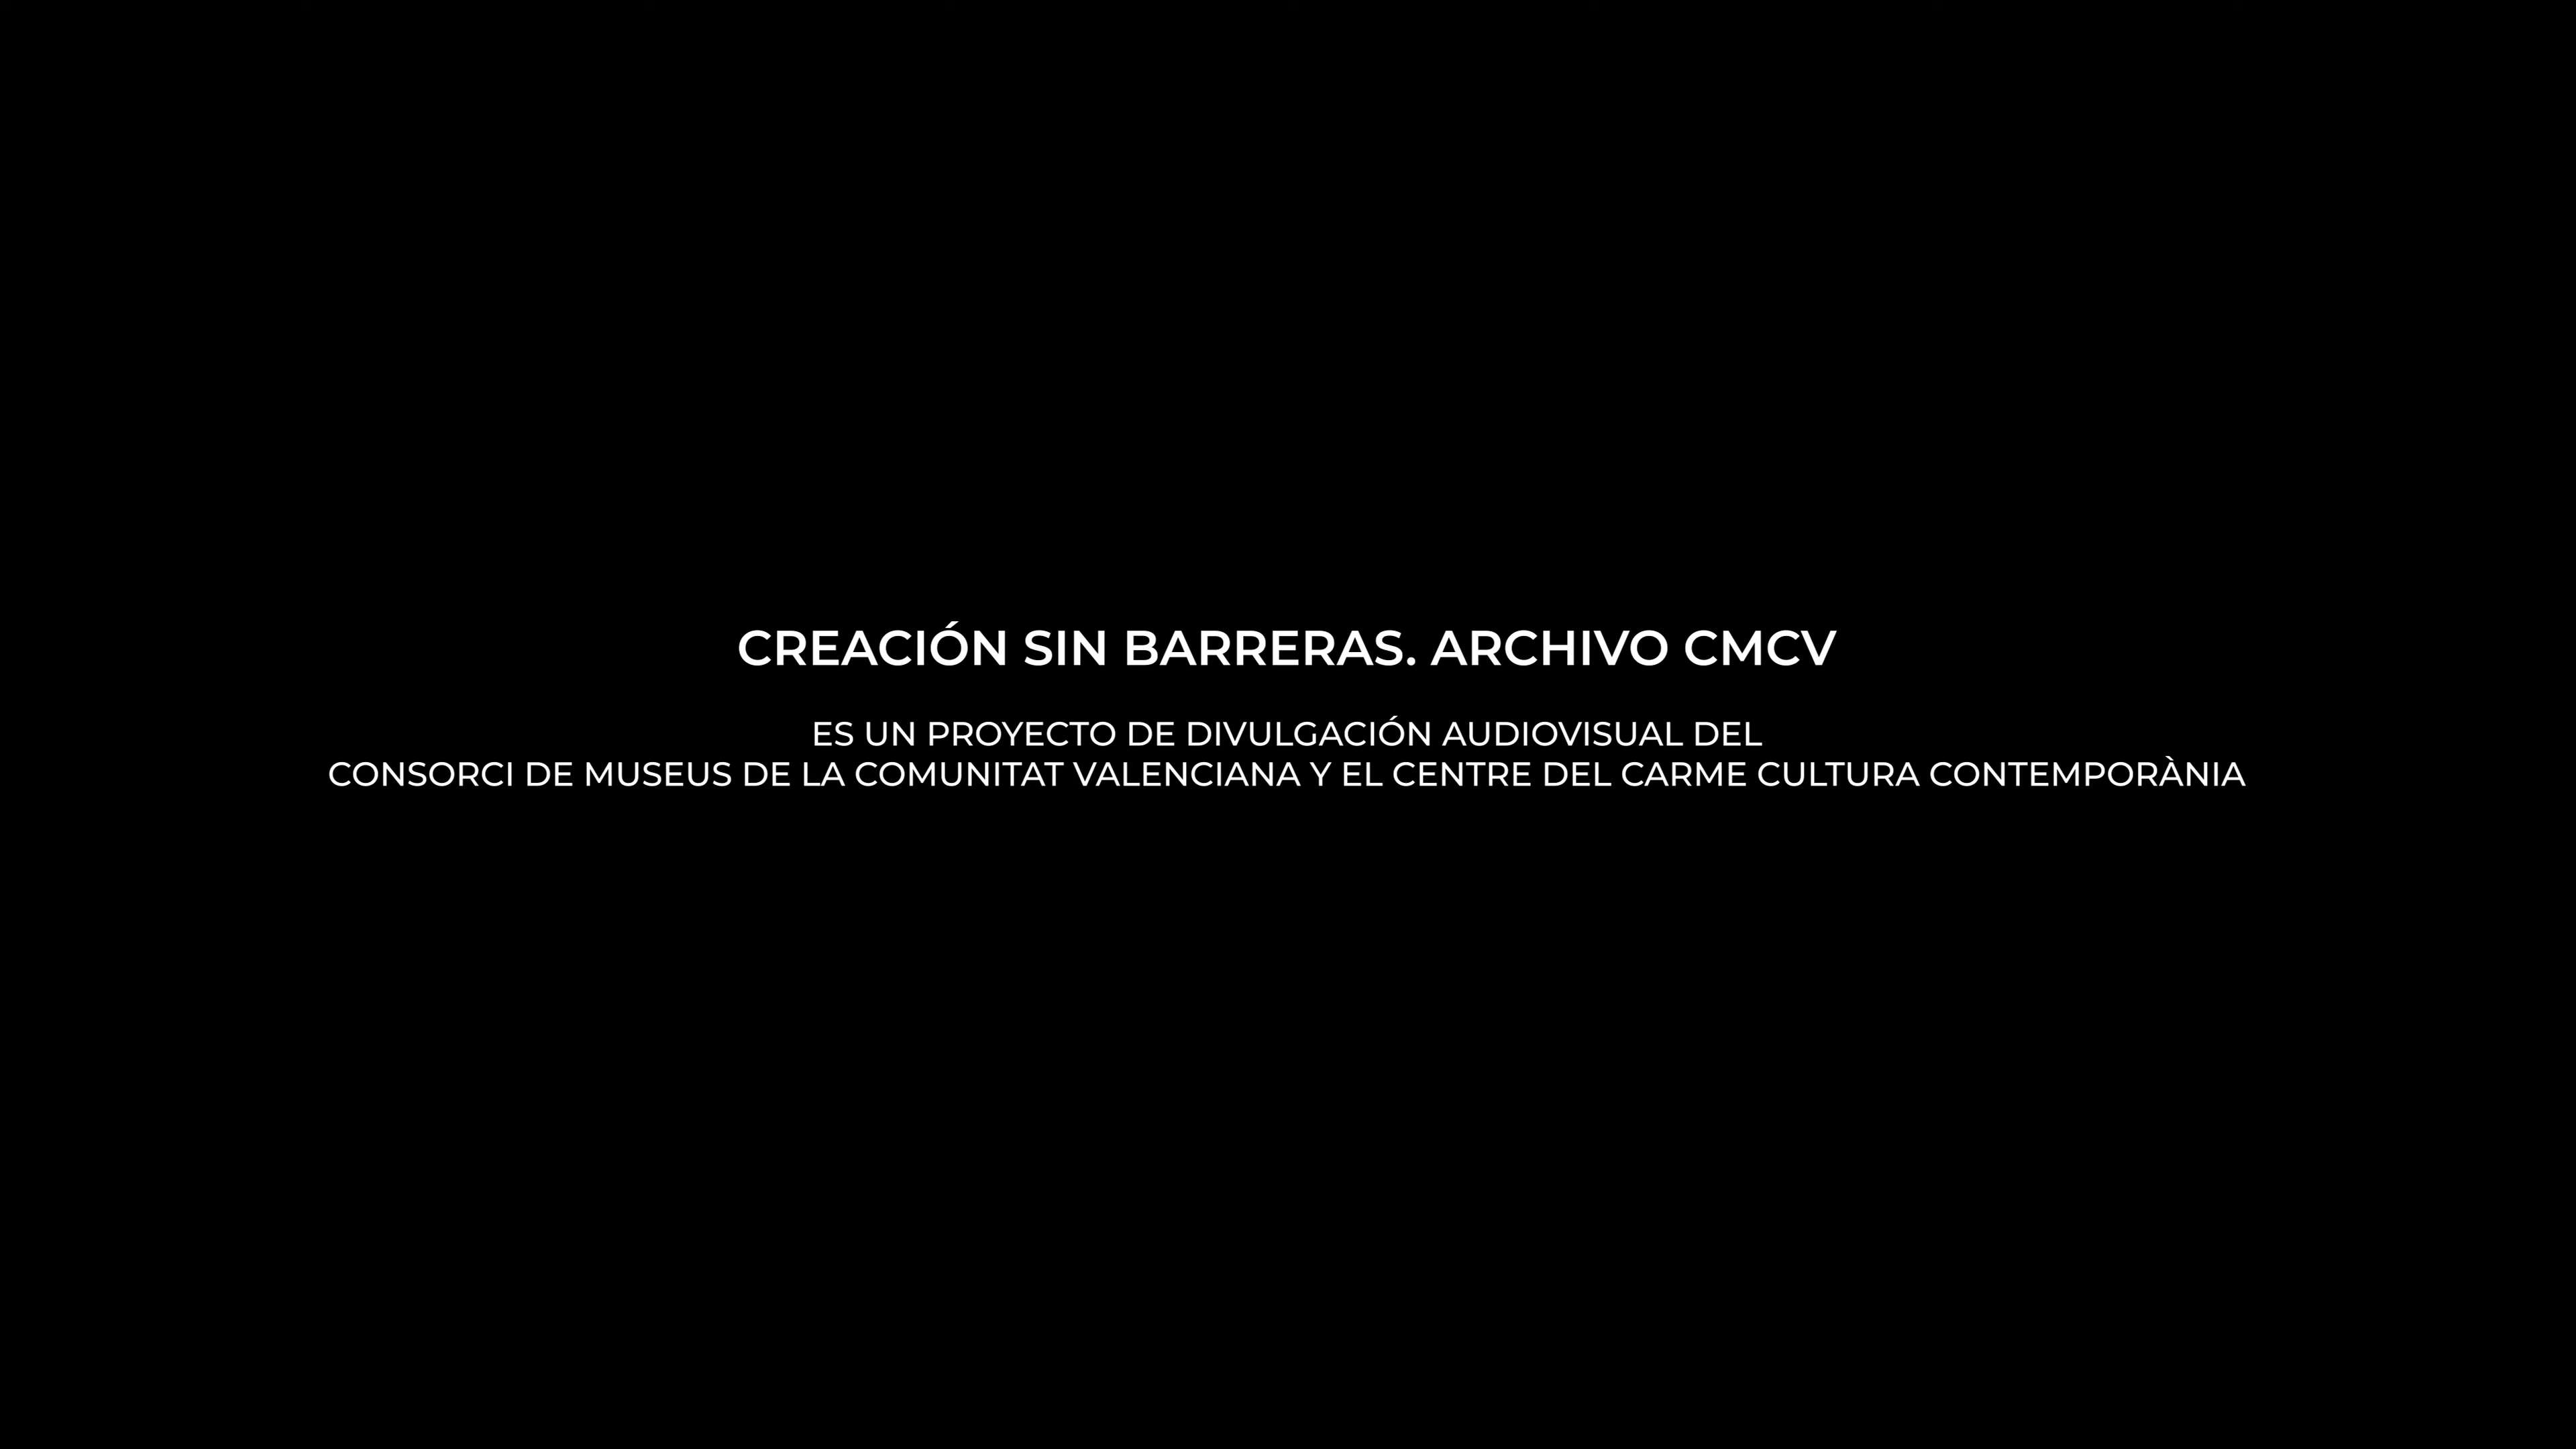 CREACIÓN SIN BARRERAS. ARCHIVO CMCV
ES UN PROYECTO DE DIVULGACIÓN AUDIOVISUAL DEL
CONSORCI DE MUSEUS DE LA COMUNITAT VALENCIANA Y EL CENTRE DEL CARME CULTURA CONTEMPORÀNIA